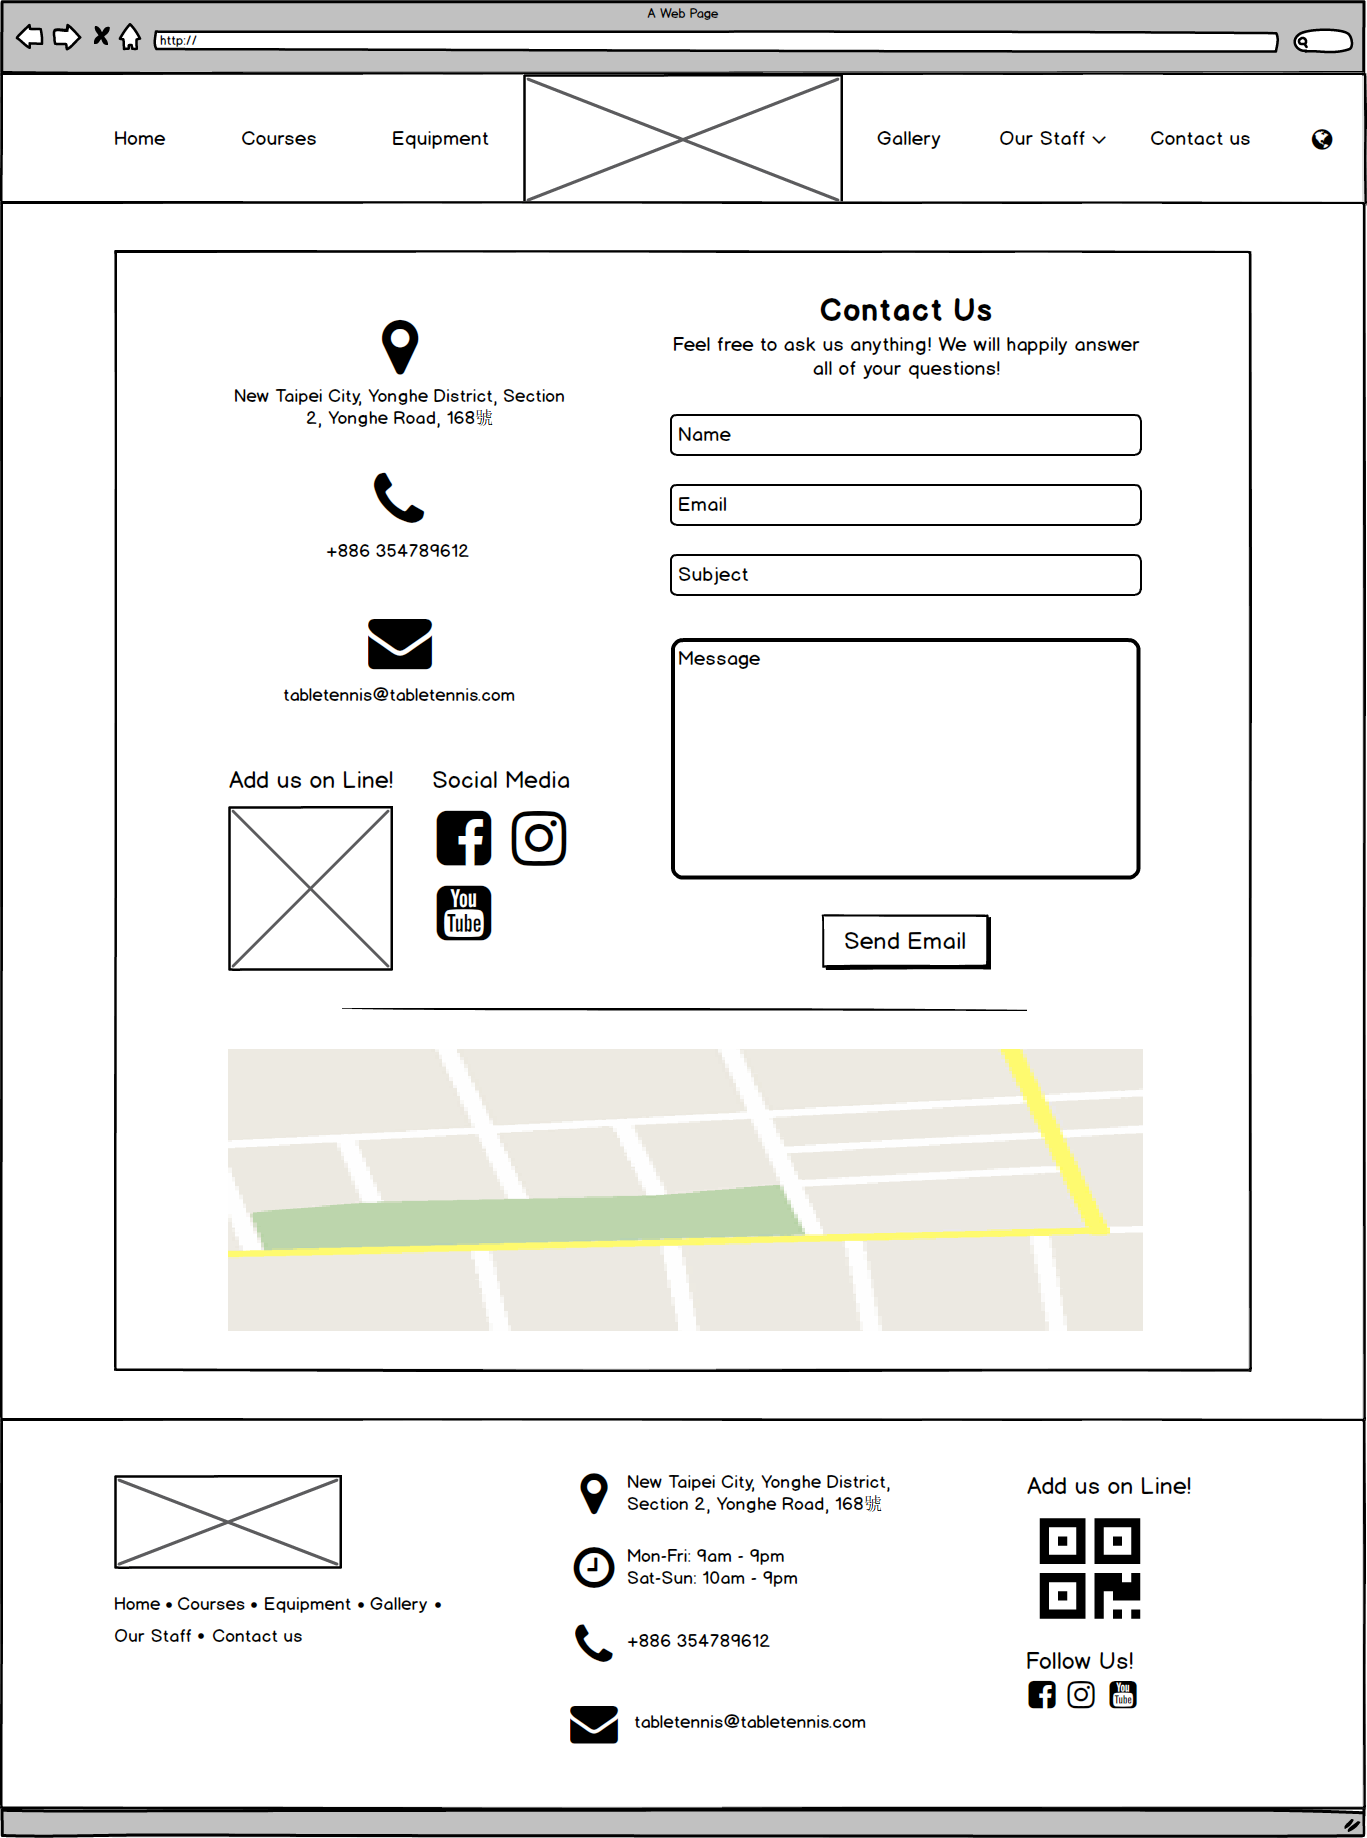 A Web Page
http://
Home
Courses
Equipment
Gallery
Our Staff
Contact us
New Taipei City, Yonghe District, Section
2, Yonghe Road, 168號
+886 354789612
tabletennis@tabletennis.com
Add us on Line!
Social Media
You
Tube
Contact Us
Feel free to ask us anything! We will happily answer
all of your questions!
Name
Email
Subject
Message
Send Email
Home • Courses • Equipment • Gallery •
Our Staff • Contact us
New Taipei City, Yonghe District,
Section 2, Yonghe Road, 168號
Mon-Fri: 9am - 9pm
Sat-Sun: 10am - 9pm
+886 354789612
tabletennis@tabletennis.com
Add us on Line!
Follow Us!
You
Tube